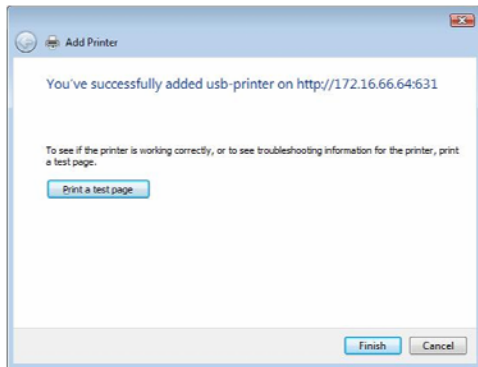 Add Printer
You've successfully added usb-printer on http://172.16.66.64:631
To see if the printer is working correctly, or to see troubleshooting information for the printer, print
a test page.
Print a test page
Finish
Cancel